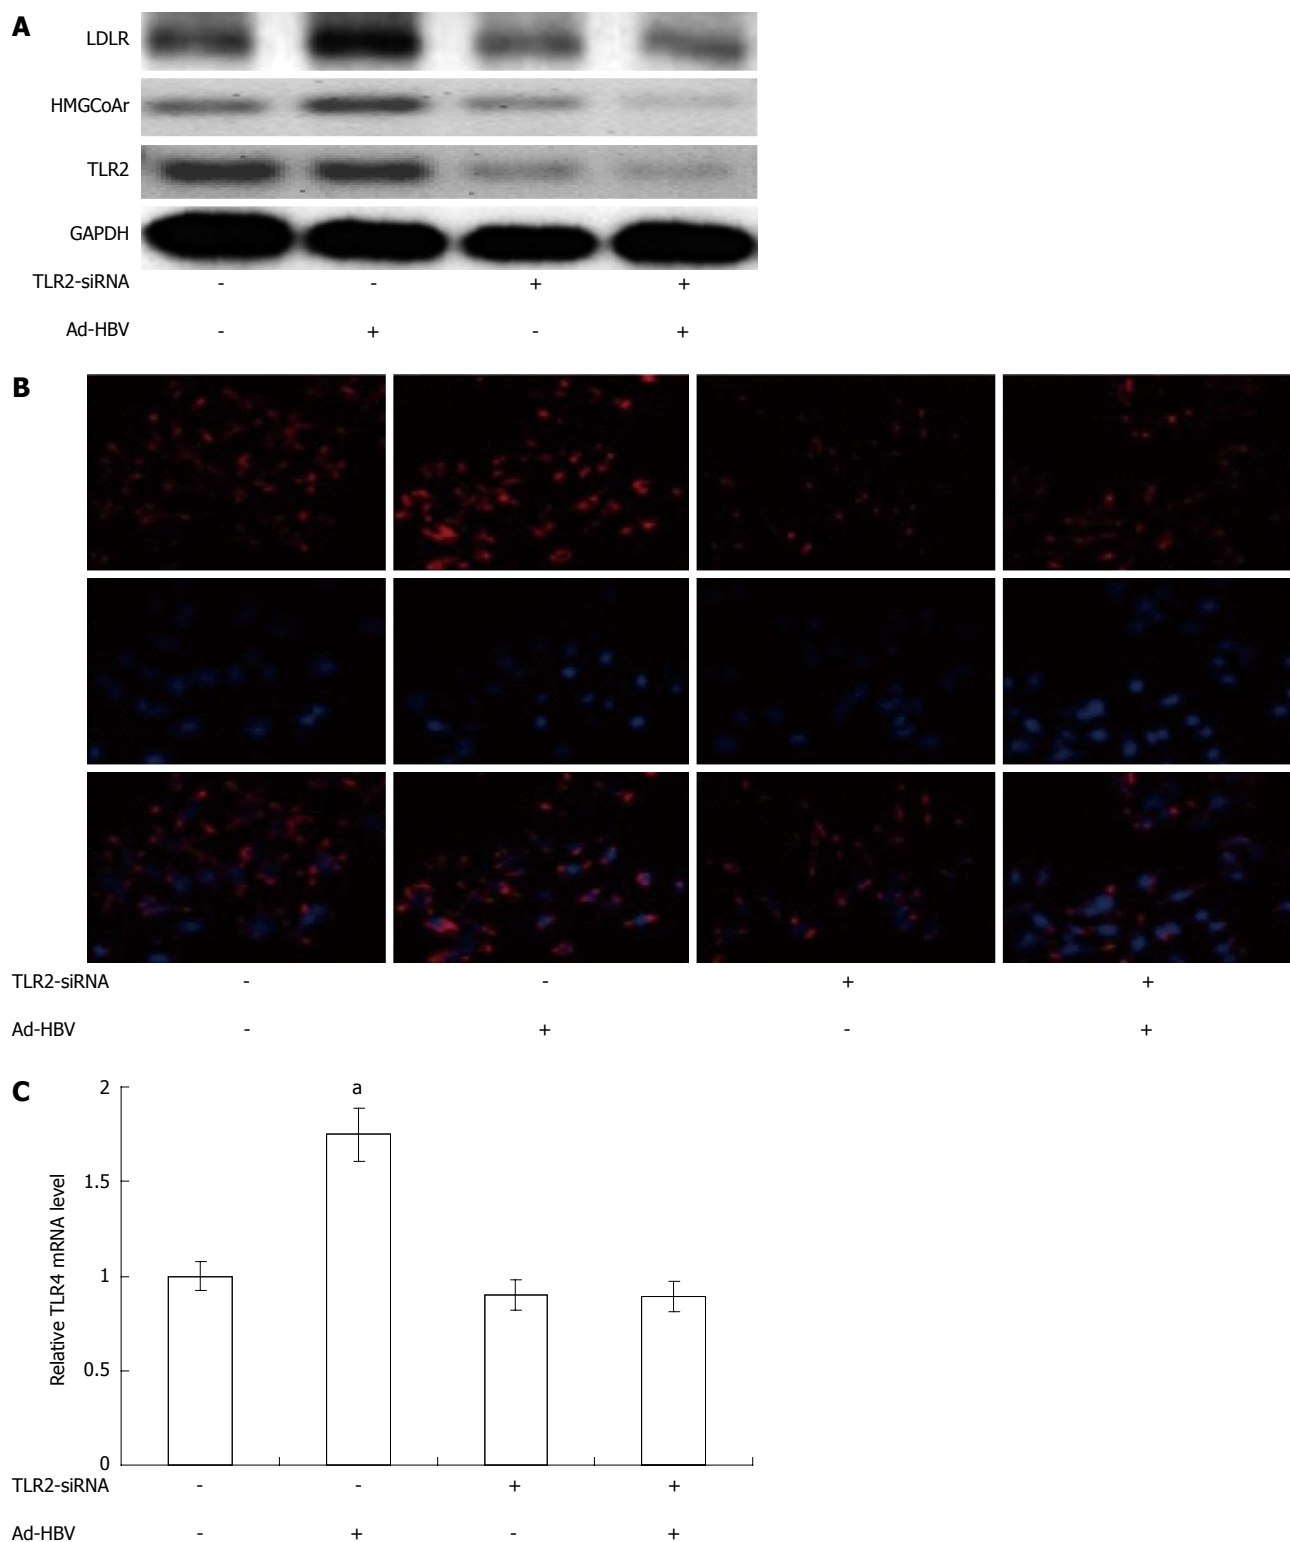 A
LDLR
HMGCoAr
TLR2
GAPDH
TLR2-siRNA - - + +
Ad-HBV - + - +
B
TLR2-siRNA - - + +
Ad-HBV - + - +
C
Relative TLR4 mRNA level
2
1.5
1
0.5
0
a
TLR2-siRNA - - + +
Ad-HBV - + - +